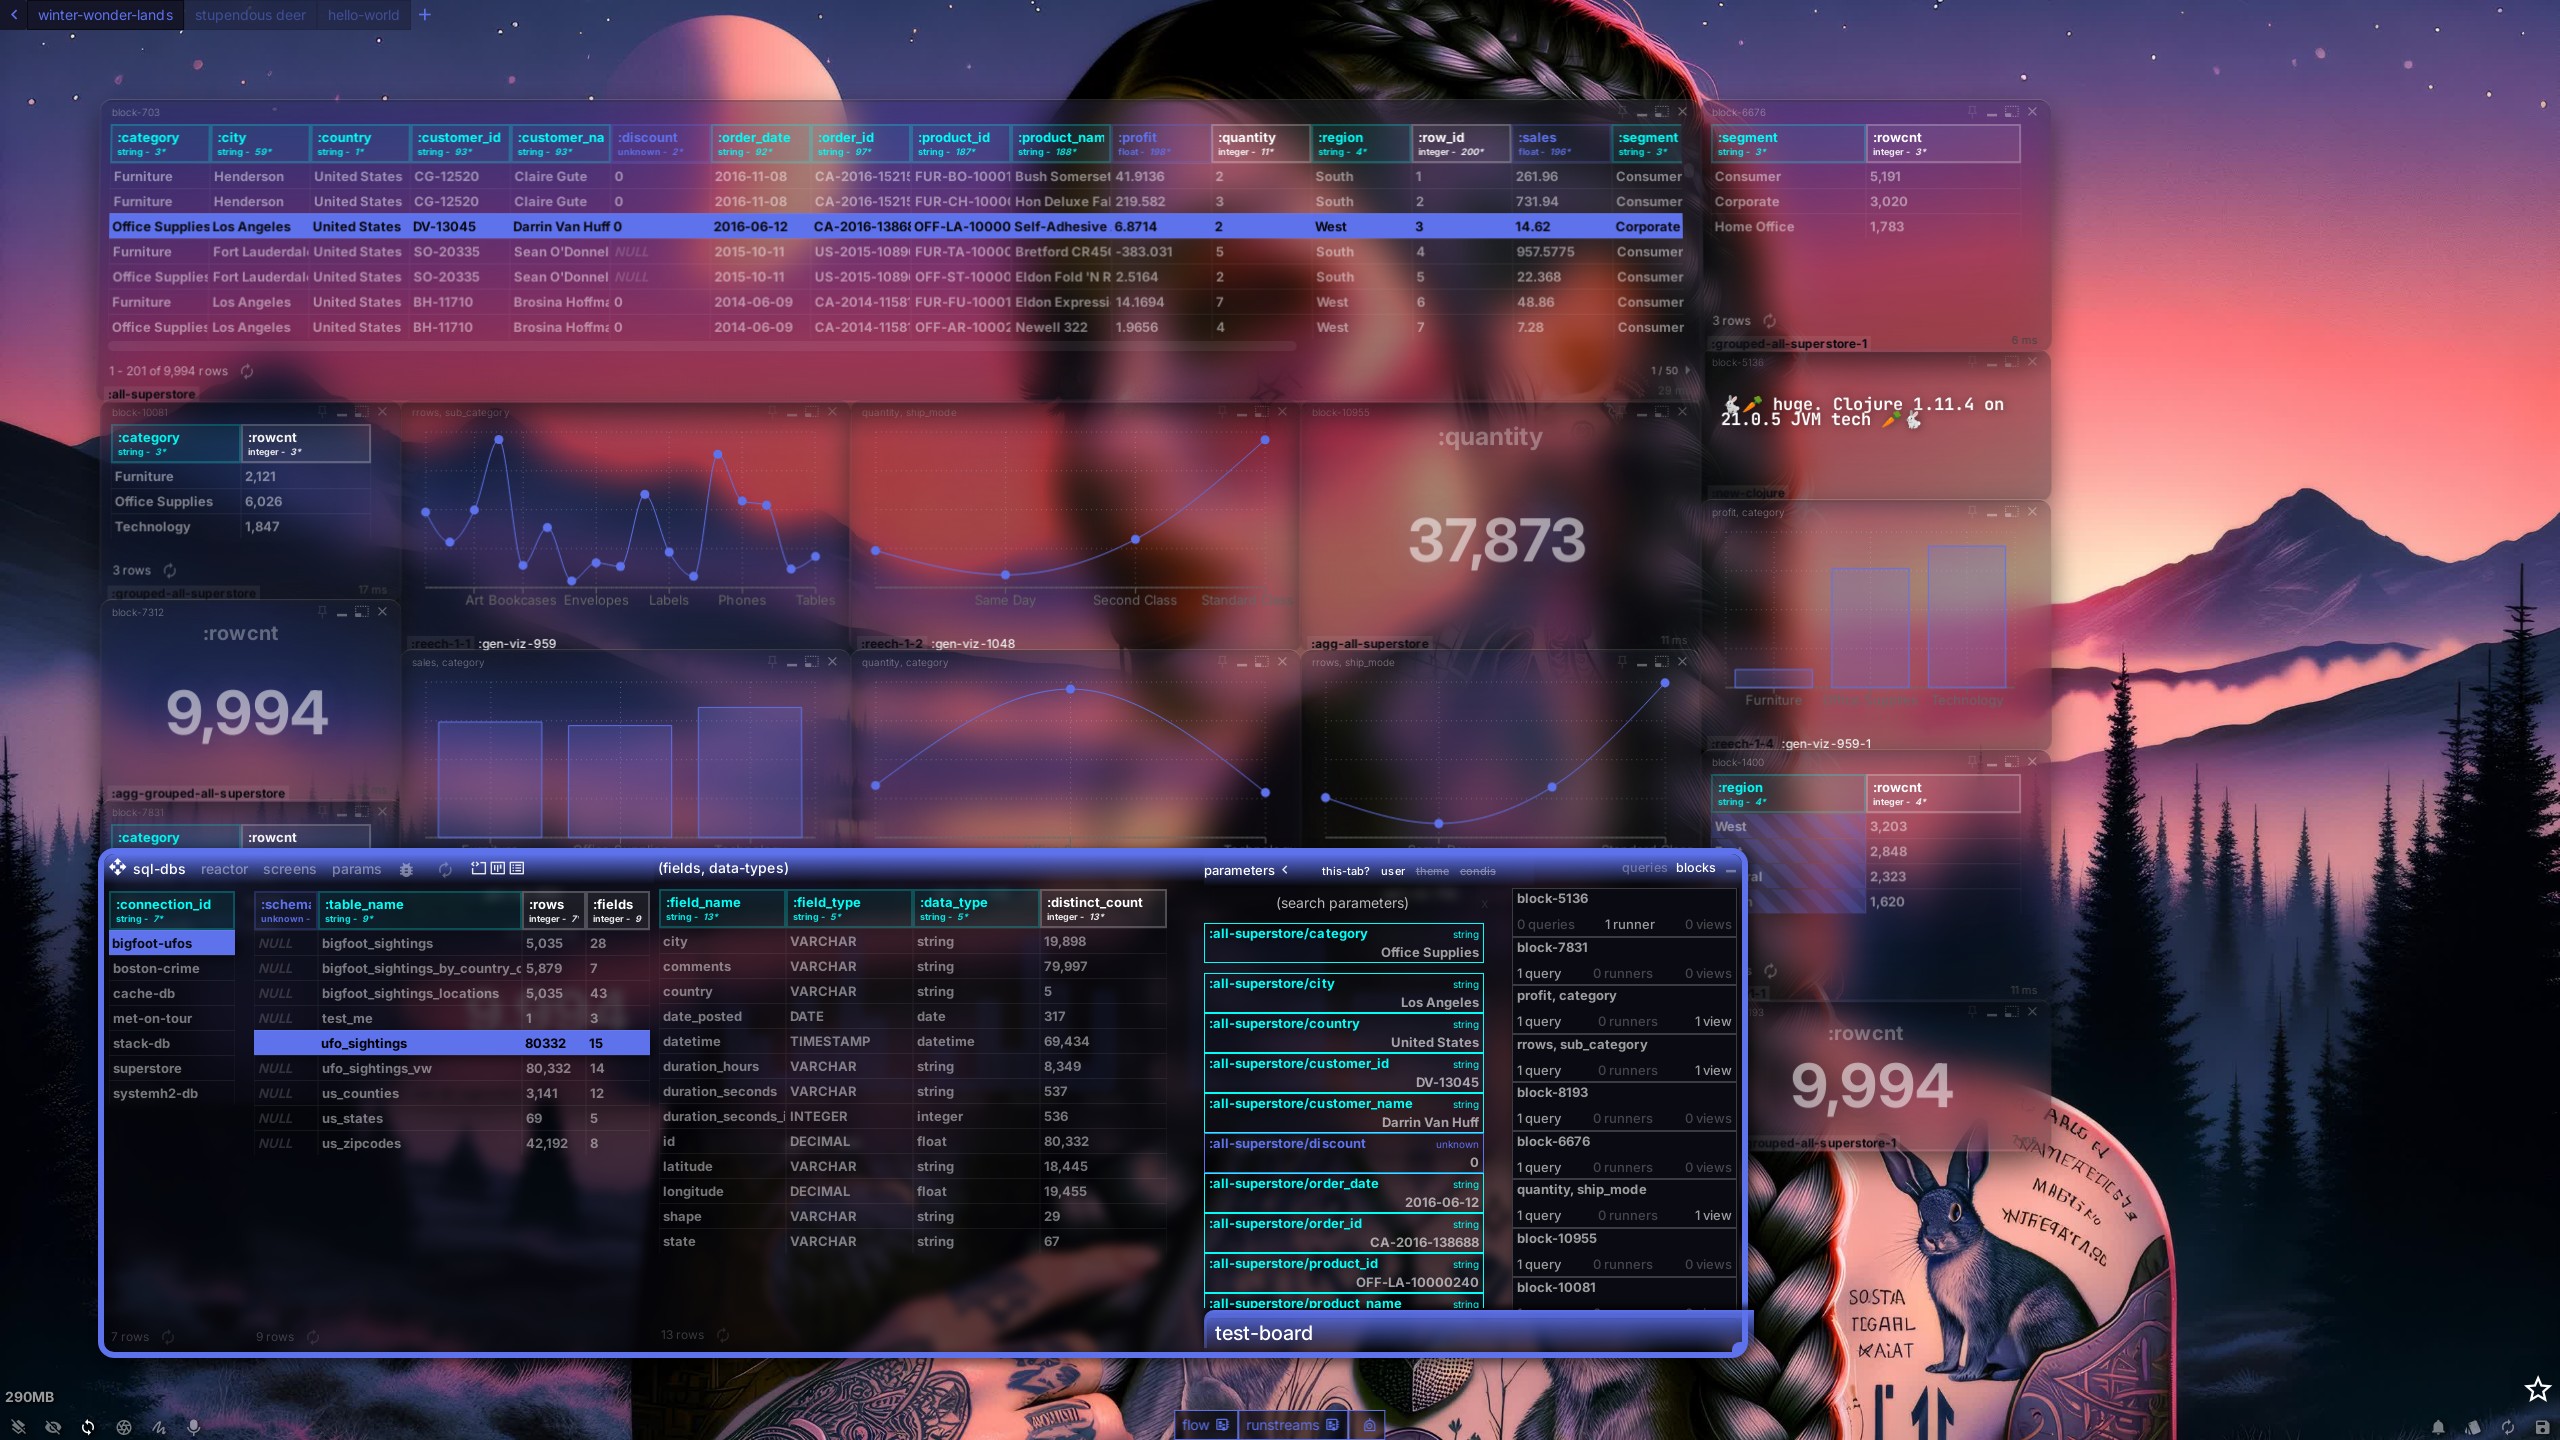 winter-wonder-lands stupendous deer hello-world +
block-703
:category :city :country :customer_id :customer_na :discount :order_date :order_id :product_id :product_nam :profit :quantity :region :row_id :sales :segment
string - 3* string - 59* string - 1* string - 93* string - 93* unknown - 2* string - 92* string - 97* string - 187* string - 188* float - 198* integer - 11* string - 4* integer - 200* float - 196* string - 3*
Furniture Henderson United States CG-12520 Claire Gute 0 2016-11-08 CA-2016-1521 FUR-BO-1000 Bush Somerset 41.9136 2 South 1 261.96 Consumer
Furniture Henderson United States CG-12520 Claire Gute 0 2016-11-08 CA-2016-1521 FUR-CH-1000 Hon Deluxe Fa 219.582 3 South 2 731.94 Consumer
Office Supplies Los Angeles United States DV-13045 Darrin Van Huff 0 2016-06-12 CA-2016-1386 OFF-LA-10000 Self-Adhesive 6.8714 2 West 3 14.62 Corporate
Furniture Fort Lauderdal United States SO-20335 Sean O'Donnel NULL 2015-10-11 US-2015-1089 FUR-TA-1000 Bretford CR45 -383.031 5 South 4 957.5775 Consumer
Office Supplies Fort Lauderdal United States SO-20335 Sean O'Donnel NULL 2015-10-11 US-2015-1089 OFF-ST-1000 Eldon Fold 'N R 2.5164 2 South 5 22.368 Consumer
Furniture Los Angeles United States BH-11710 Brosina Hoffma 0 2014-06-09 CA-2014-1158 FUR-FU-1000 Eldon Expressi 14.1694 7 West 6 48.86 Consumer
Office Supplies Los Angeles United States BH-11710 Brosina Hoffma 0 2014-06-09 CA-2014-1158 OFF-AR-1000 Newell 322 1.9656 4 West 7 7.28 Consumer
1 - 201 of 9,994 rows
1 / 50
29 ms
:all-superstore
block-6676
:segment :rowcnt
string - 3* integer - 3*
Consumer 5,191
Corporate 3,020
Home Office 1,783
3 rows
:grouped-all-superstore-1 6 ms
block-5136
🐇🥕 huge. Clojure 1.11.4 on
21.0.5 JVM tech 🥕🐇
:new-clojure
block-10081
:category :rowcnt
string - 3* integer - 3*
Furniture 2,121
Office Supplies 6,026
Technology 1,847
3 rows
:grouped-all-superstore 17 ms
rrows, sub_category
Art Bookcases Envelopes Labels Phones Tables
:reech-1-1 :gen-viz-959
quantity, ship_mode
Same Day Second Class Standard
:reech-1-2 :gen-viz-1048
block-10955
:quantity
37,873
:agg-all-superstore 11 ms
profit, category
Furniture Technology
:reech-1-4 :gen-viz-959-1
block-7312
:rowcnt
9,994
:agg-grouped-all-superstore
sales, category
quantity, category
rrows, ship_mode
block-7831
:category :rowcnt
block-1400
:region :rowcnt
string - 4* integer - 4*
West 3,203
2,848
ral 2,323
1,620
11 ms
:rowcnt
9,994
rouped-all-superstore-1
sql-dbs reactor screens params
:connection_id
string - 7*
bigfoot-ufos
boston-crime
cache-db
met-on-tour
stack-db
superstore
systemh2-db
7 rows
:schema :table_name :rows :fields
unknown - string - 9* integer - 7 integer - 9
NULL bigfoot_sightings 5,035 28
NULL bigfoot_sightings_by_country_c 5,879 7
NULL bigfoot_sightings_locations 5,035 43
NULL test_me 1 3
ufo_sightings 80332 15
NULL ufo_sightings_vw 80,332 14
NULL us_counties 3,141 12
NULL us_states 69 5
NULL us_zipcodes 42,192 8
9 rows
(fields, data-types)
:field_name :field_type :data_type :distinct_count
string - 13* string - 5* string - 5* integer - 13*
city VARCHAR string 19,898
comments VARCHAR string 79,997
country VARCHAR string 5
date_posted DATE date 317
datetime TIMESTAMP datetime 69,434
duration_hours VARCHAR string 8,349
duration_seconds VARCHAR string 537
duration_seconds_i INTEGER integer 536
id DECIMAL float 80,332
latitude VARCHAR string 18,445
longitude DECIMAL float 19,455
shape VARCHAR string 29
state VARCHAR string 67
13 rows
parameters this-tab? user theme condis
(search parameters) x
:all-superstore/category string
Office Supplies
:all-superstore/city string
Los Angeles
:all-superstore/country string
United States
:all-superstore/customer_id string
DV-13045
:all-superstore/customer_name string
Darrin Van Huff
:all-superstore/discount unknown
0
:all-superstore/order_date string
2016-06-12
:all-superstore/order_id string
CA-2016-138688
:all-superstore/product_id string
OFF-LA-10000240
:all-superstore/product_name string
queries blocks
block-5136
0 queries 1 runner 0 views
block-7831
1 query 0 runners 0 views
profit, category
1 query 0 runners 1 view
rrows, sub_category
1 query 0 runners 1 view
block-8193
1 query 0 runners 0 views
block-6676
1 query 0 runners 0 views
quantity, ship_mode
1 query 0 runners 1 view
block-10955
1 query 0 runners 0 views
block-10081
test-board
SOSTIA
TEGAHL
290MB
flow runstreams